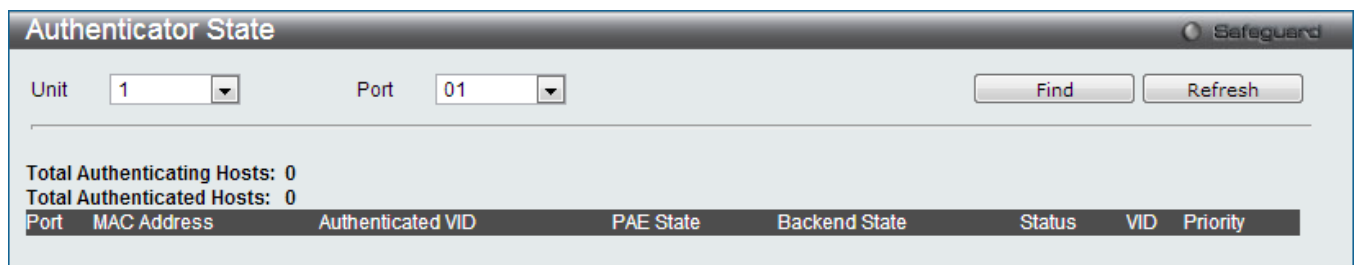 Authenticator State Safeguard
Unit 1 Port 01 Find Refresh
Total Authenticating Hosts: 0
Total Authenticated Hosts: 0
Port MAC Address Authenticated VID PAE State Backend State Status VID Priority